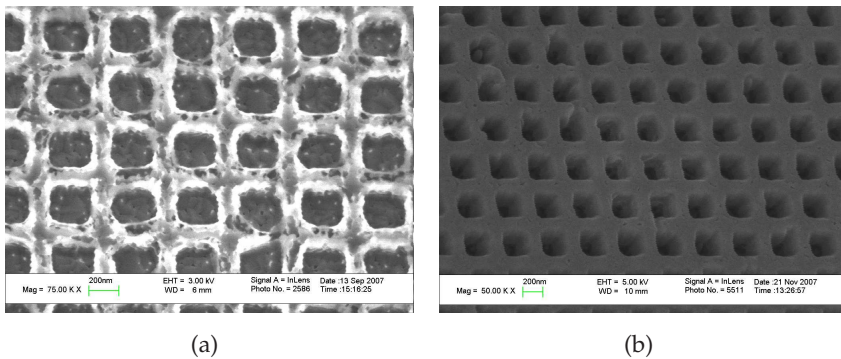 200nm
Mag = 75.00 K X
EHT = 3.00 kV
WD = 6 mm
Signal A = InLens
Photo No. = 2586
Date :13 Sep 2007
Time :15:16:25
200nm
Mag = 50.00 K X
EHT = 5.00 kV
WD = 10 mm
Signal A = InLens
Photo No. = 5511
Date :21 Nov 2007
Time :13:26:57
(a)
(b)